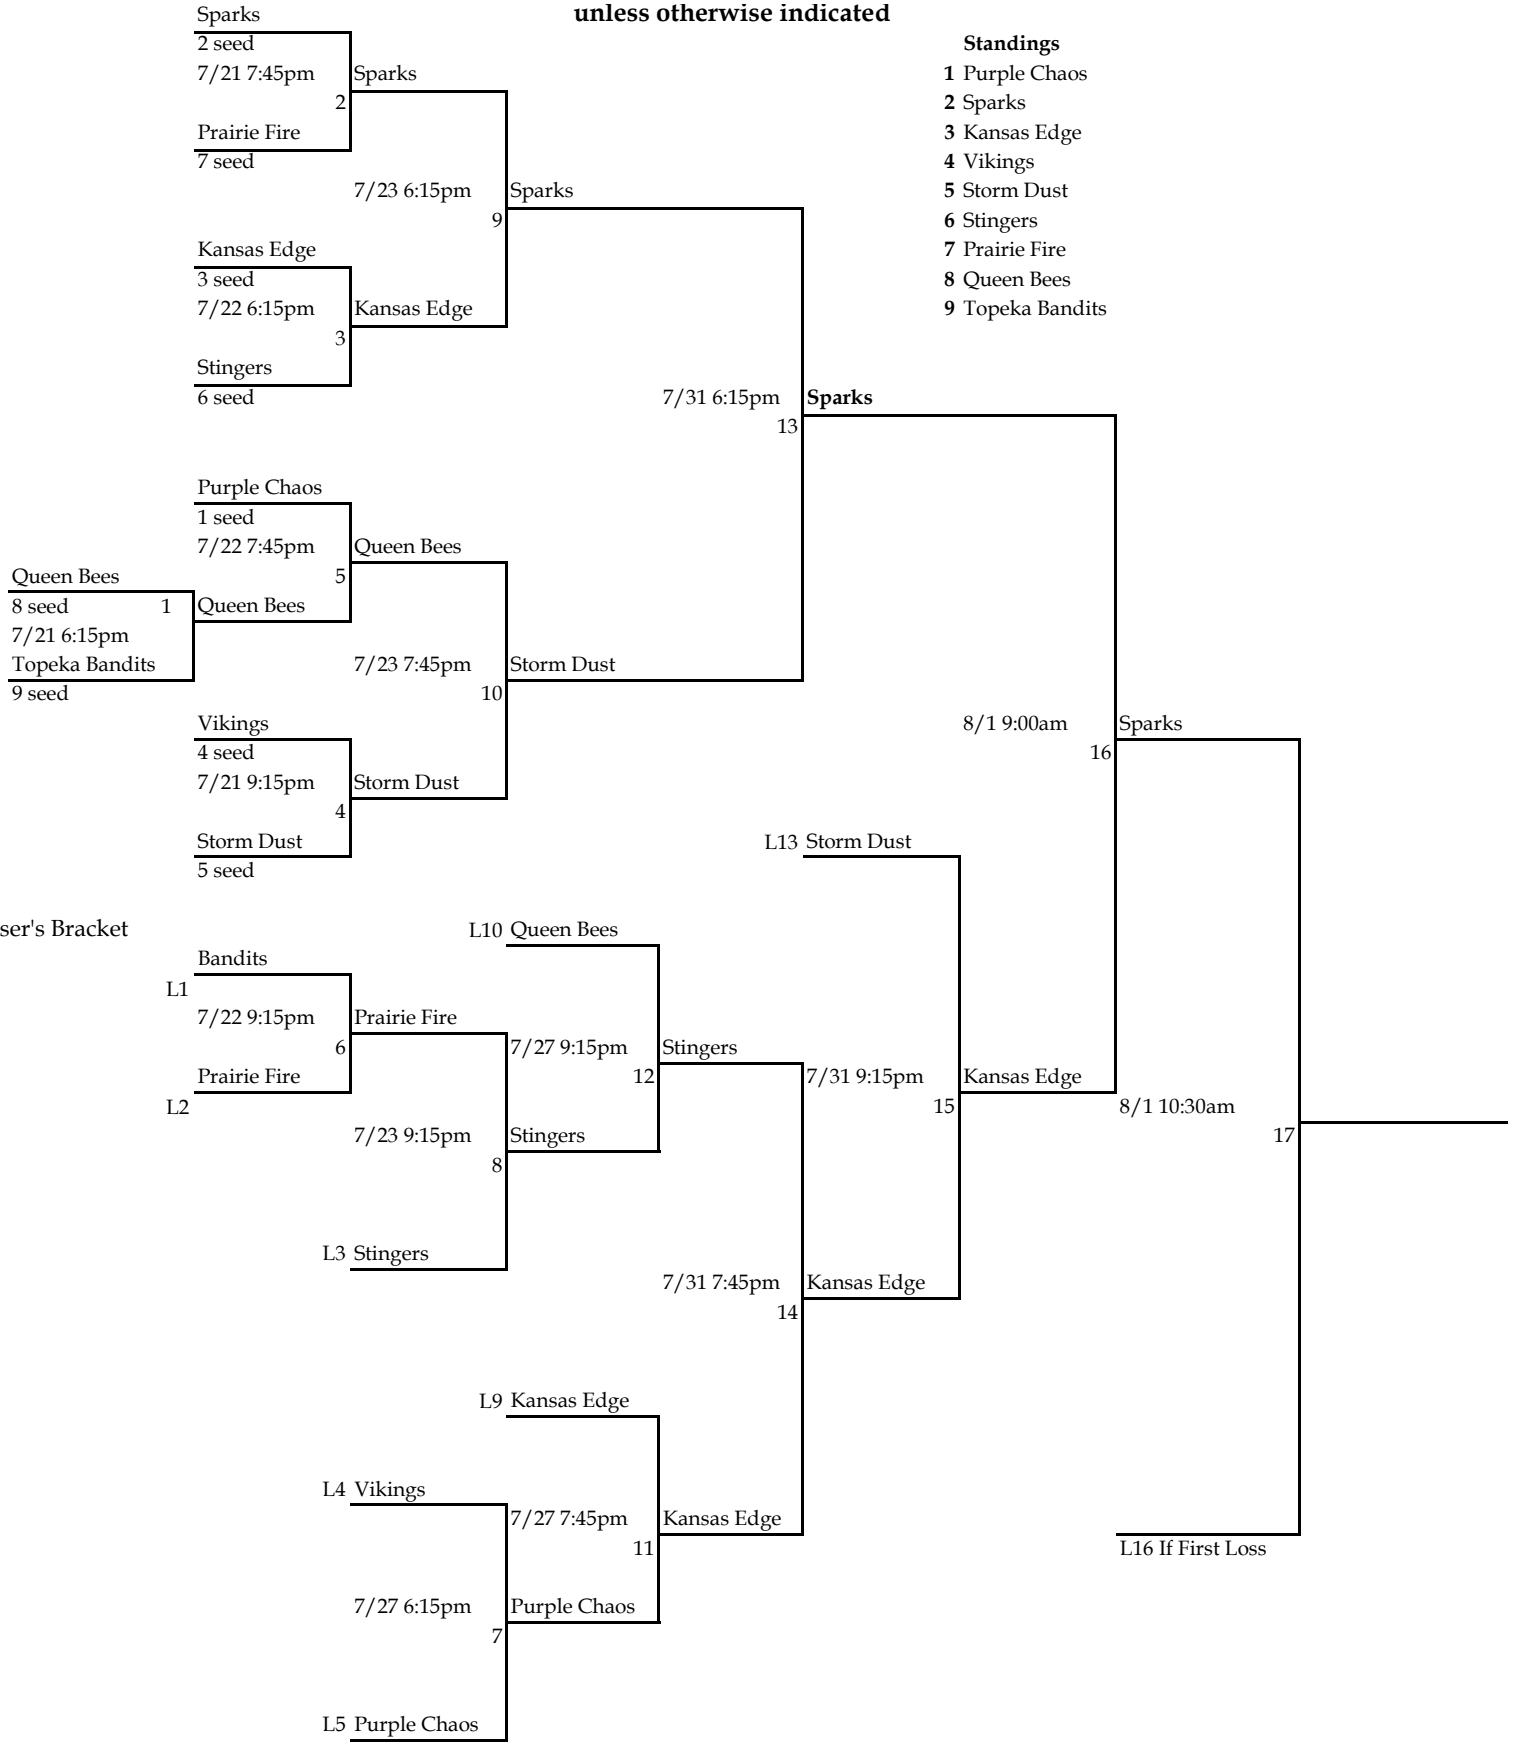 unless otherwise indicated
Sparks
2 seed
7/21 7:45pm
Sparks
2
Prairie Fire
7 seed
7/23 6:15pm
Sparks
9
Kansas Edge
3 seed
7/22 6:15pm
Kansas Edge
3
Stingers
6 seed
Standings
1 Purple Chaos
2 Sparks
3 Kansas Edge
4 Vikings
5 Storm Dust
6 Stingers
7 Prairie Fire
8 Queen Bees
9 Topeka Bandits
7/31 6:15pm
Sparks
13
Purple Chaos
1 seed
7/22 7:45pm
Queen Bees
5
Queen Bees
8 seed
1
Queen Bees
7/21 6:15pm
Topeka Bandits
9 seed
7/23 7:45pm
Storm Dust
10
Vikings
4 seed
7/21 9:15pm
Storm Dust
4
Storm Dust
5 seed
8/1 9:00am
Sparks
16
L13 Storm Dust
ser's Bracket
L10 Queen Bees
Bandits
L1
7/22 9:15pm
Prairie Fire
6
Prairie Fire
L2
7/27 9:15pm
Stingers
12
7/23 9:15pm
Stingers
8
L3 Stingers
7/31 9:15pm
Kansas Edge
15
8/1 10:30am
17
7/31 7:45pm
Kansas Edge
14
L9 Kansas Edge
L4 Vikings
7/27 7:45pm
Kansas Edge
11
7/27 6:15pm
Purple Chaos
7
L5 Purple Chaos
L16 If First Loss